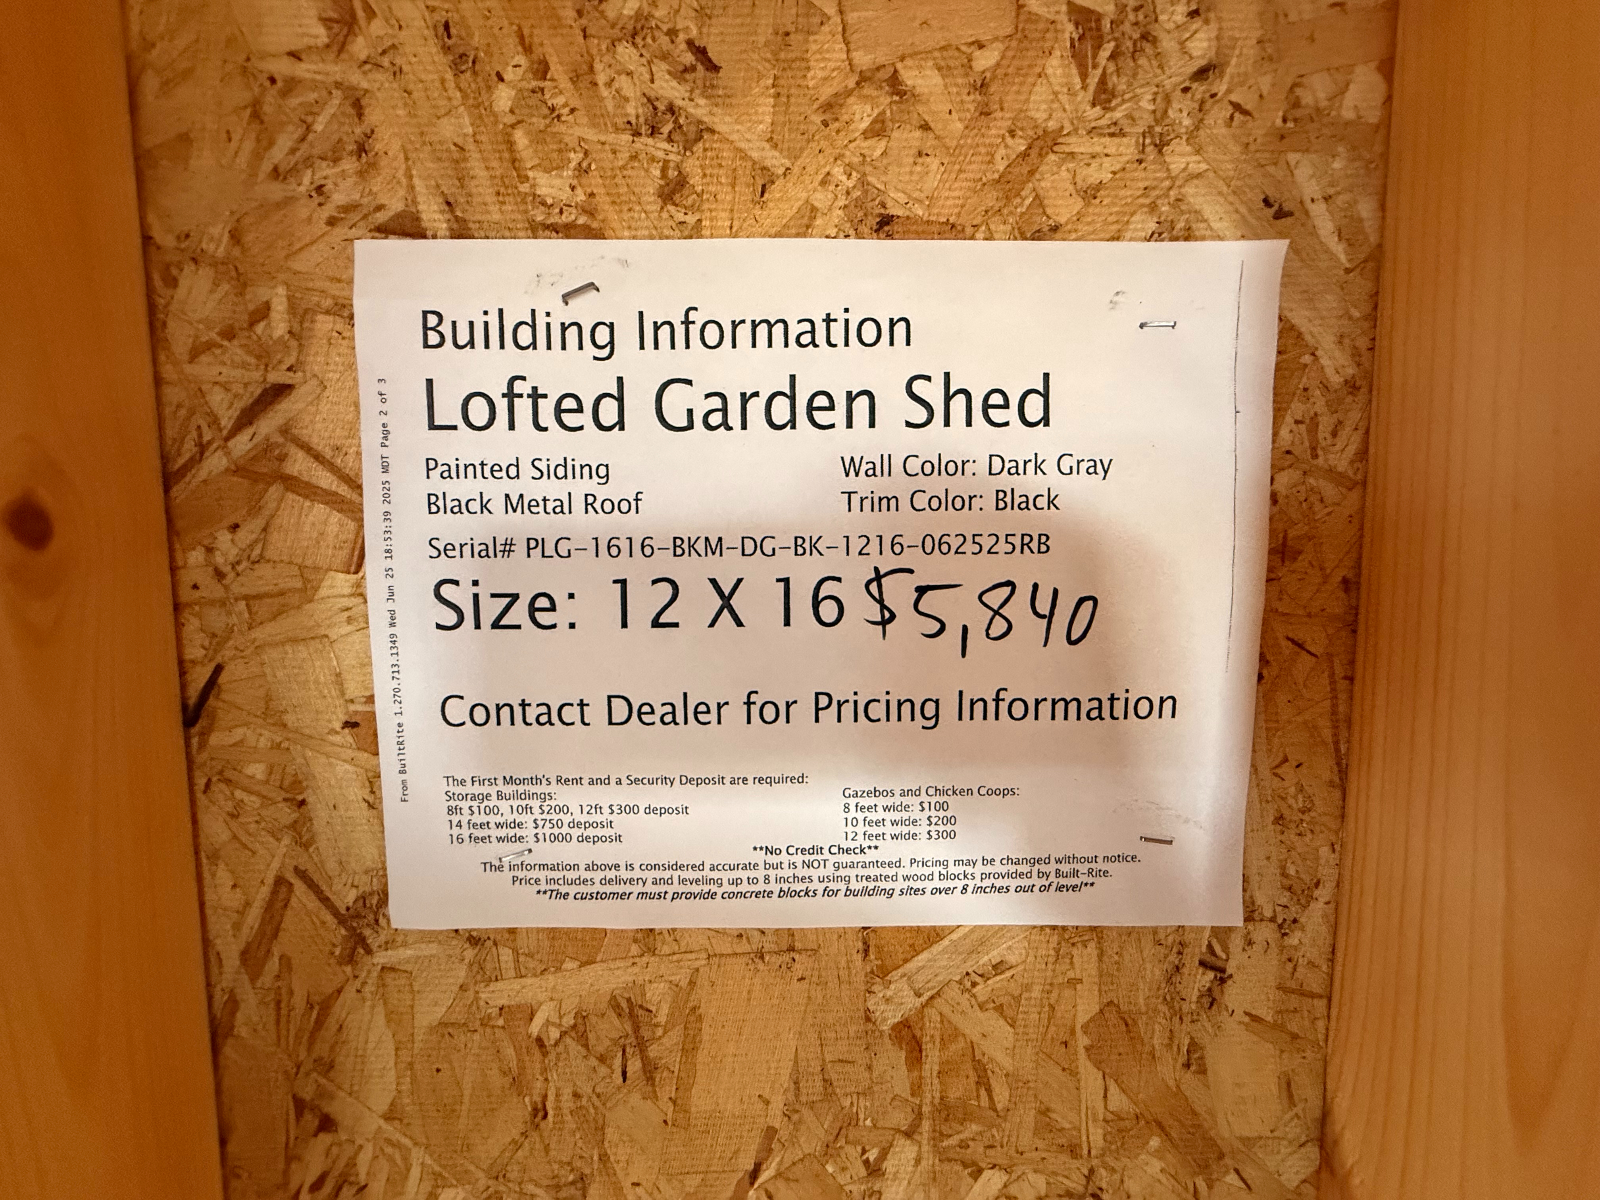 Building Information
Lofted Garden Shed
Painted Siding
Black Metal Roof
Wall Color: Dark Gray
Trim Color: Black
Serial# PLG-1616-BKM-DG-BK-1216-062525RB
Size: 12 X 16 $5,840
Contact Dealer for Pricing Information
The First Month's Rent and a Security Deposit are required:
Storage Buildings:
8ft $100, 10ft $200, 12ft $300 deposit
14 feet wide: $750 deposit
16 feet wide: $1000 deposit
Gazebos and Chicken Coops:
8 feet wide: $100
10 feet wide: $200
12 feet wide: $300
**No Credit Check**
The information above is considered accurate but is NOT guaranteed. Pricing may be changed without notice.
Price includes delivery and leveling up to 8 inches using treated wood blocks provided by Built-Rite.
**The customer must provide concrete blocks for building sites over 8 inches out of level**
From BuiltRite 1.270.713.1349 Wed Jun 25 18:53:39 2025 MDT Page 2 of 3